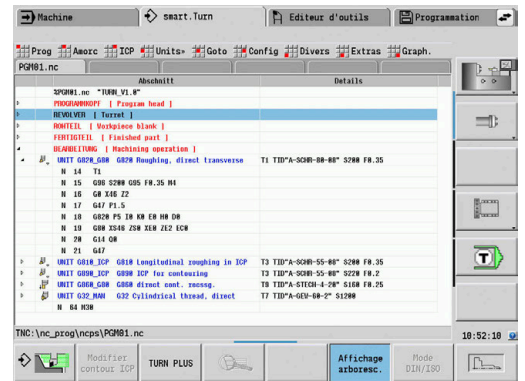 Machine
smart.Turn
Editeur d'outils
Programmation
Prog Amorc ICP Units» Goto Config Divers Extras Graph.
PGM01.nc
Abschnitt Details
%PGM01.nc "TURN_V1.0"
PROGRAMMKOPF [ Program head ]
REVOLVER [ Turret ]
ROHTEIL [ Workpiece blank ]
FERTIGTEIL [ Finished part ]
BEARBEITUNG [ Machining operation ]
UNIT G820_G80 G820 Roughing, direct transverse T1 TID"A-SCHR-80-08" S200 F0.35
N 14 T1
N 15 G96 S200 G95 F0.35 M4
N 16 G0 X46 Z2
N 17 G47 P1.5
N 18 G820 P5 I0 K0 E0 H0 D0
N 19 G80 XS46 ZS0 XE0 ZE2 EC0
N 20 G14 Q0
N 21 G47
UNIT G810_ICP G810 Longitudinal roughing in ICP T3 TID"A-SCHR-55-08" S200 F0.35
UNIT G890_ICP G890 ICP for contouring T3 TID"A-SCHR-55-08" S220 F0.2
UNIT G860_G80 G860 direct cont. recssg. T8 TID"A-STECH-4-20" S160 F0.25
UNIT G32_MAN G32 Cylindrical thread, direct T7 TID"A-GEW-60-2" S1200
N 64 M30
TNC:\nc_prog\ncps\PGM01.nc
T
10:52:10
Modifier
contour ICP
TURN PLUS
Affichage
arboresc.
Mode
DIN/ISO